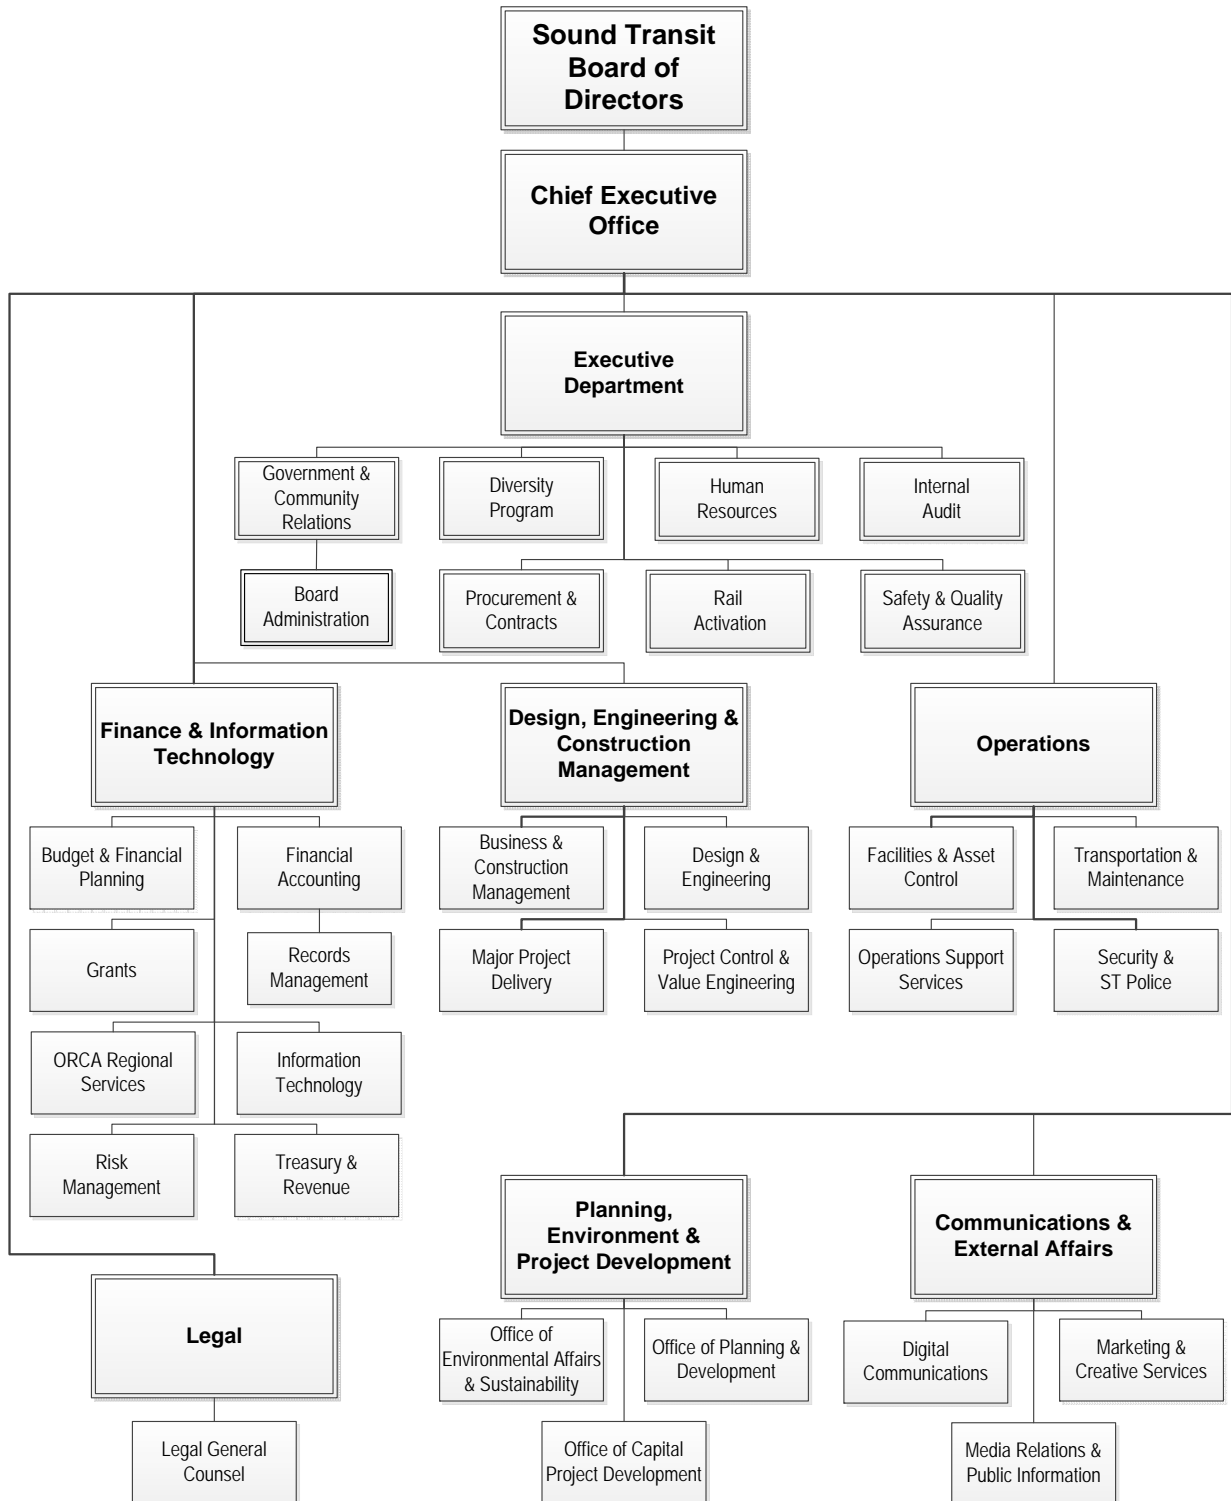 Sound Transit
Board of
Directors
Chief Executive
Office
Executive
Department
Government &
Community
Relations
Diversity
Program
Human
Resources
Internal
Audit
Board
Administration
Procurement &
Contracts
Rail
Activation
Safety & Quality
Assurance
Finance & Information
Technology
Design, Engineering &
Construction
Management
Operations
Budget & Financial
Planning
Financial
Accounting
Business &
Construction
Management
Design &
Engineering
Facilities & Asset
Control
Transportation &
Maintenance
Grants
Records
Management
Major Project
Delivery
Project Control &
Value Engineering
Operations Support
Services
Security &
ST Police
ORCA Regional
Services
Information
Technology
Risk
Management
Treasury &
Revenue
Planning,
Environment &
Project Development
Communications &
External Affairs
Legal
Office of
Environmental Affairs
& Sustainability
Office of Planning &
Development
Digital
Communications
Marketing &
Creative Services
Legal General
Counsel
Office of Capital
Project Development
Media Relations &
Public Information